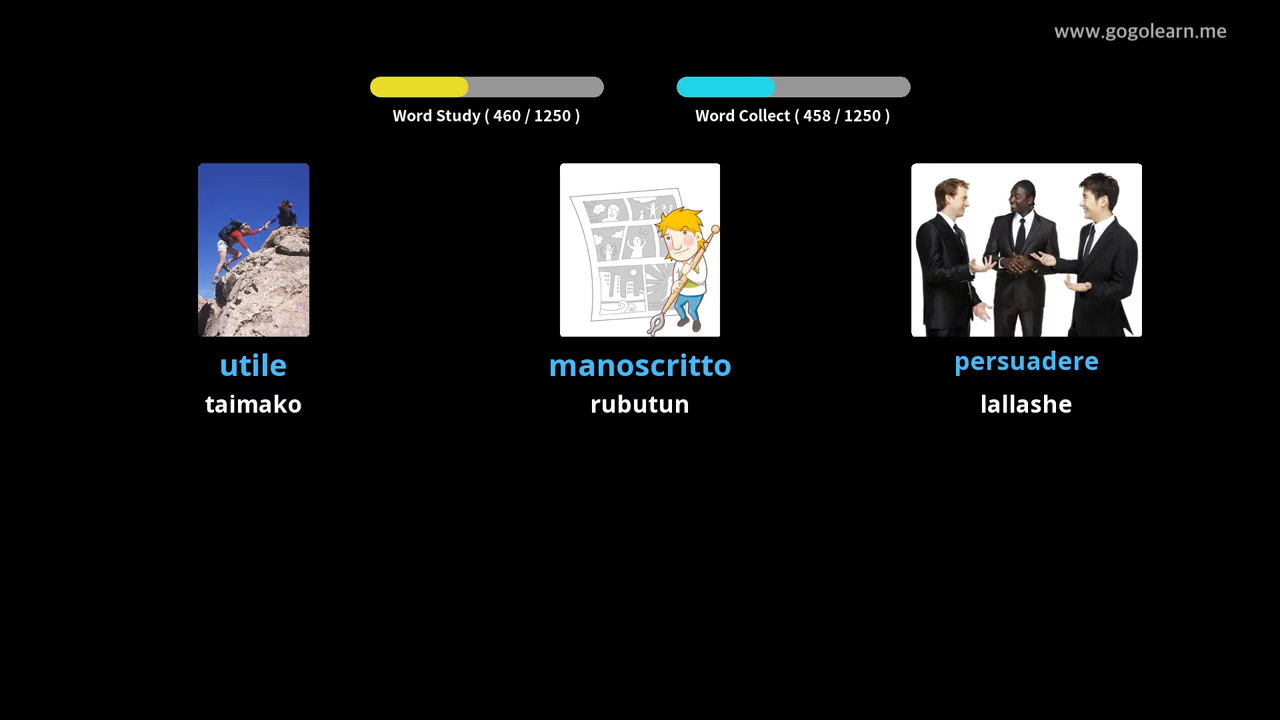 www.gogolearn.me
Word Study ( 460 / 1250 )
Word Collect ( 458 / 1250 )
utile
taimako
manoscritto
rubutun
persuadere
lallashe